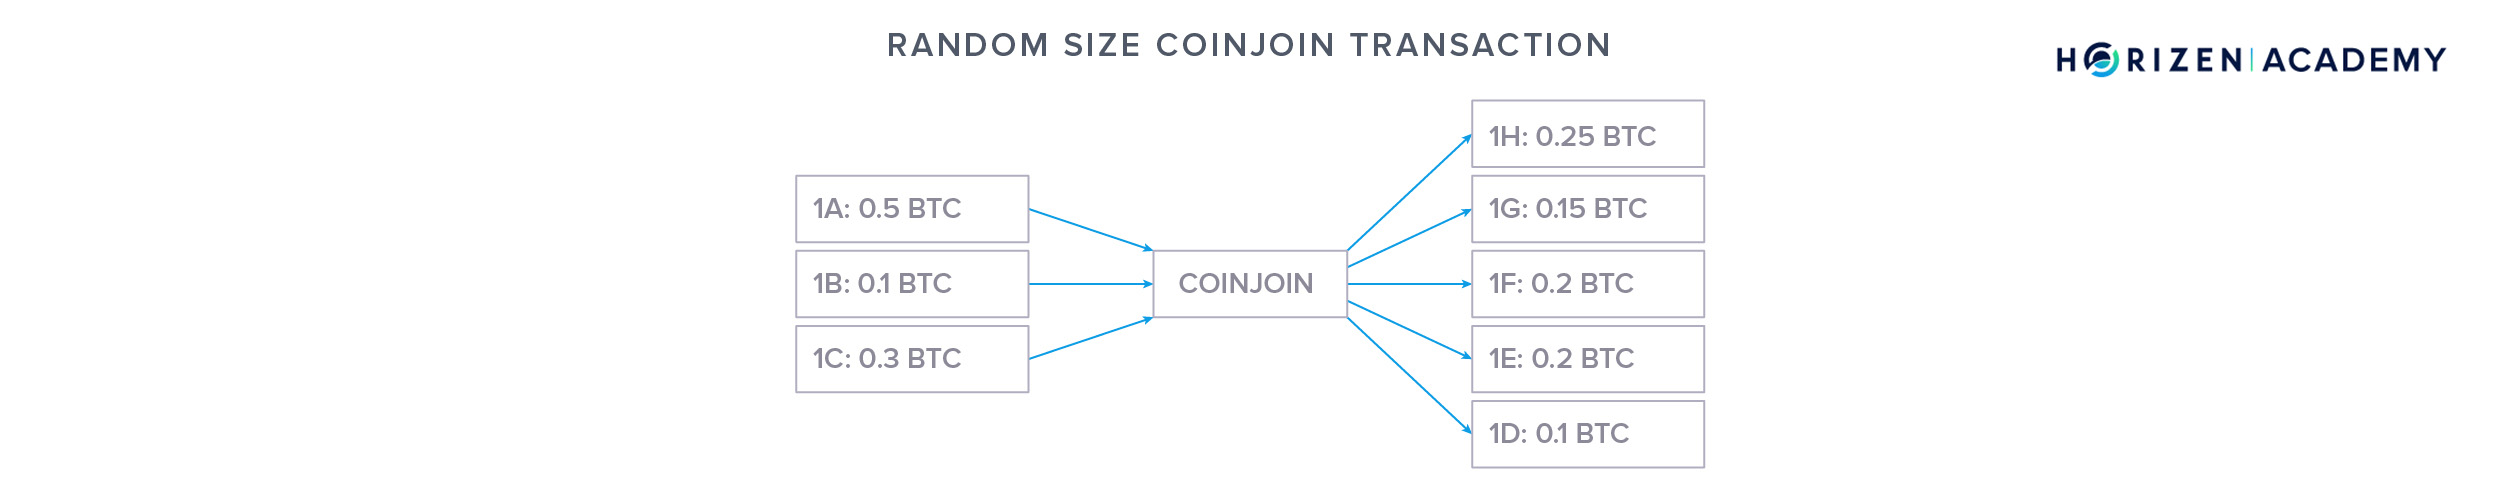 RANDOM SIZE COINJOIN TRANSACTION
HORIZEN | ACADEMY
1A: 0.5 BTC
1B: 0.1 BTC
1C: 0.3 BTC
COINJOIN
1H: 0.25 BTC
1G: 0.15 BTC
1F: 0.2 BTC
1E: 0.2 BTC
1D: 0.1 BTC